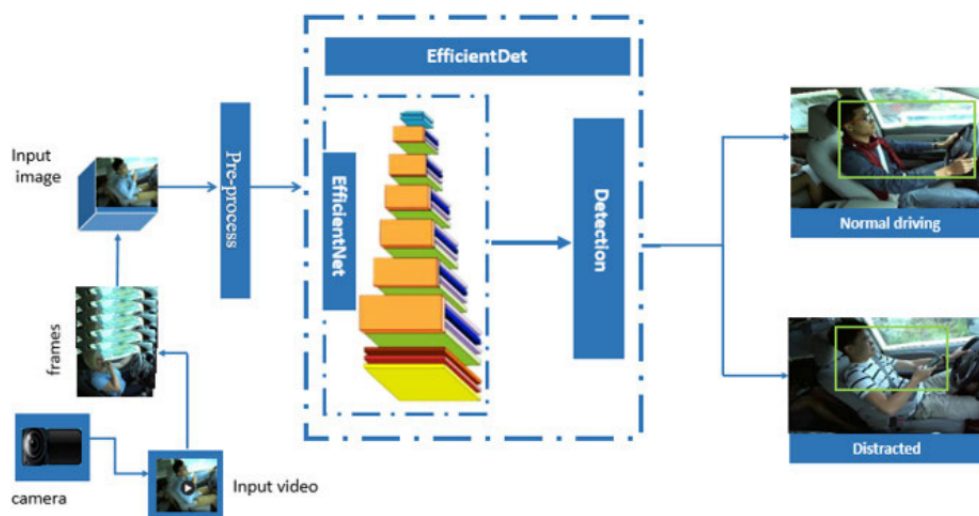 EfficientDet
Input
image
Pre-process
EfficientNet
Detection
Normal driving
frames
Distracted
camera
Input video